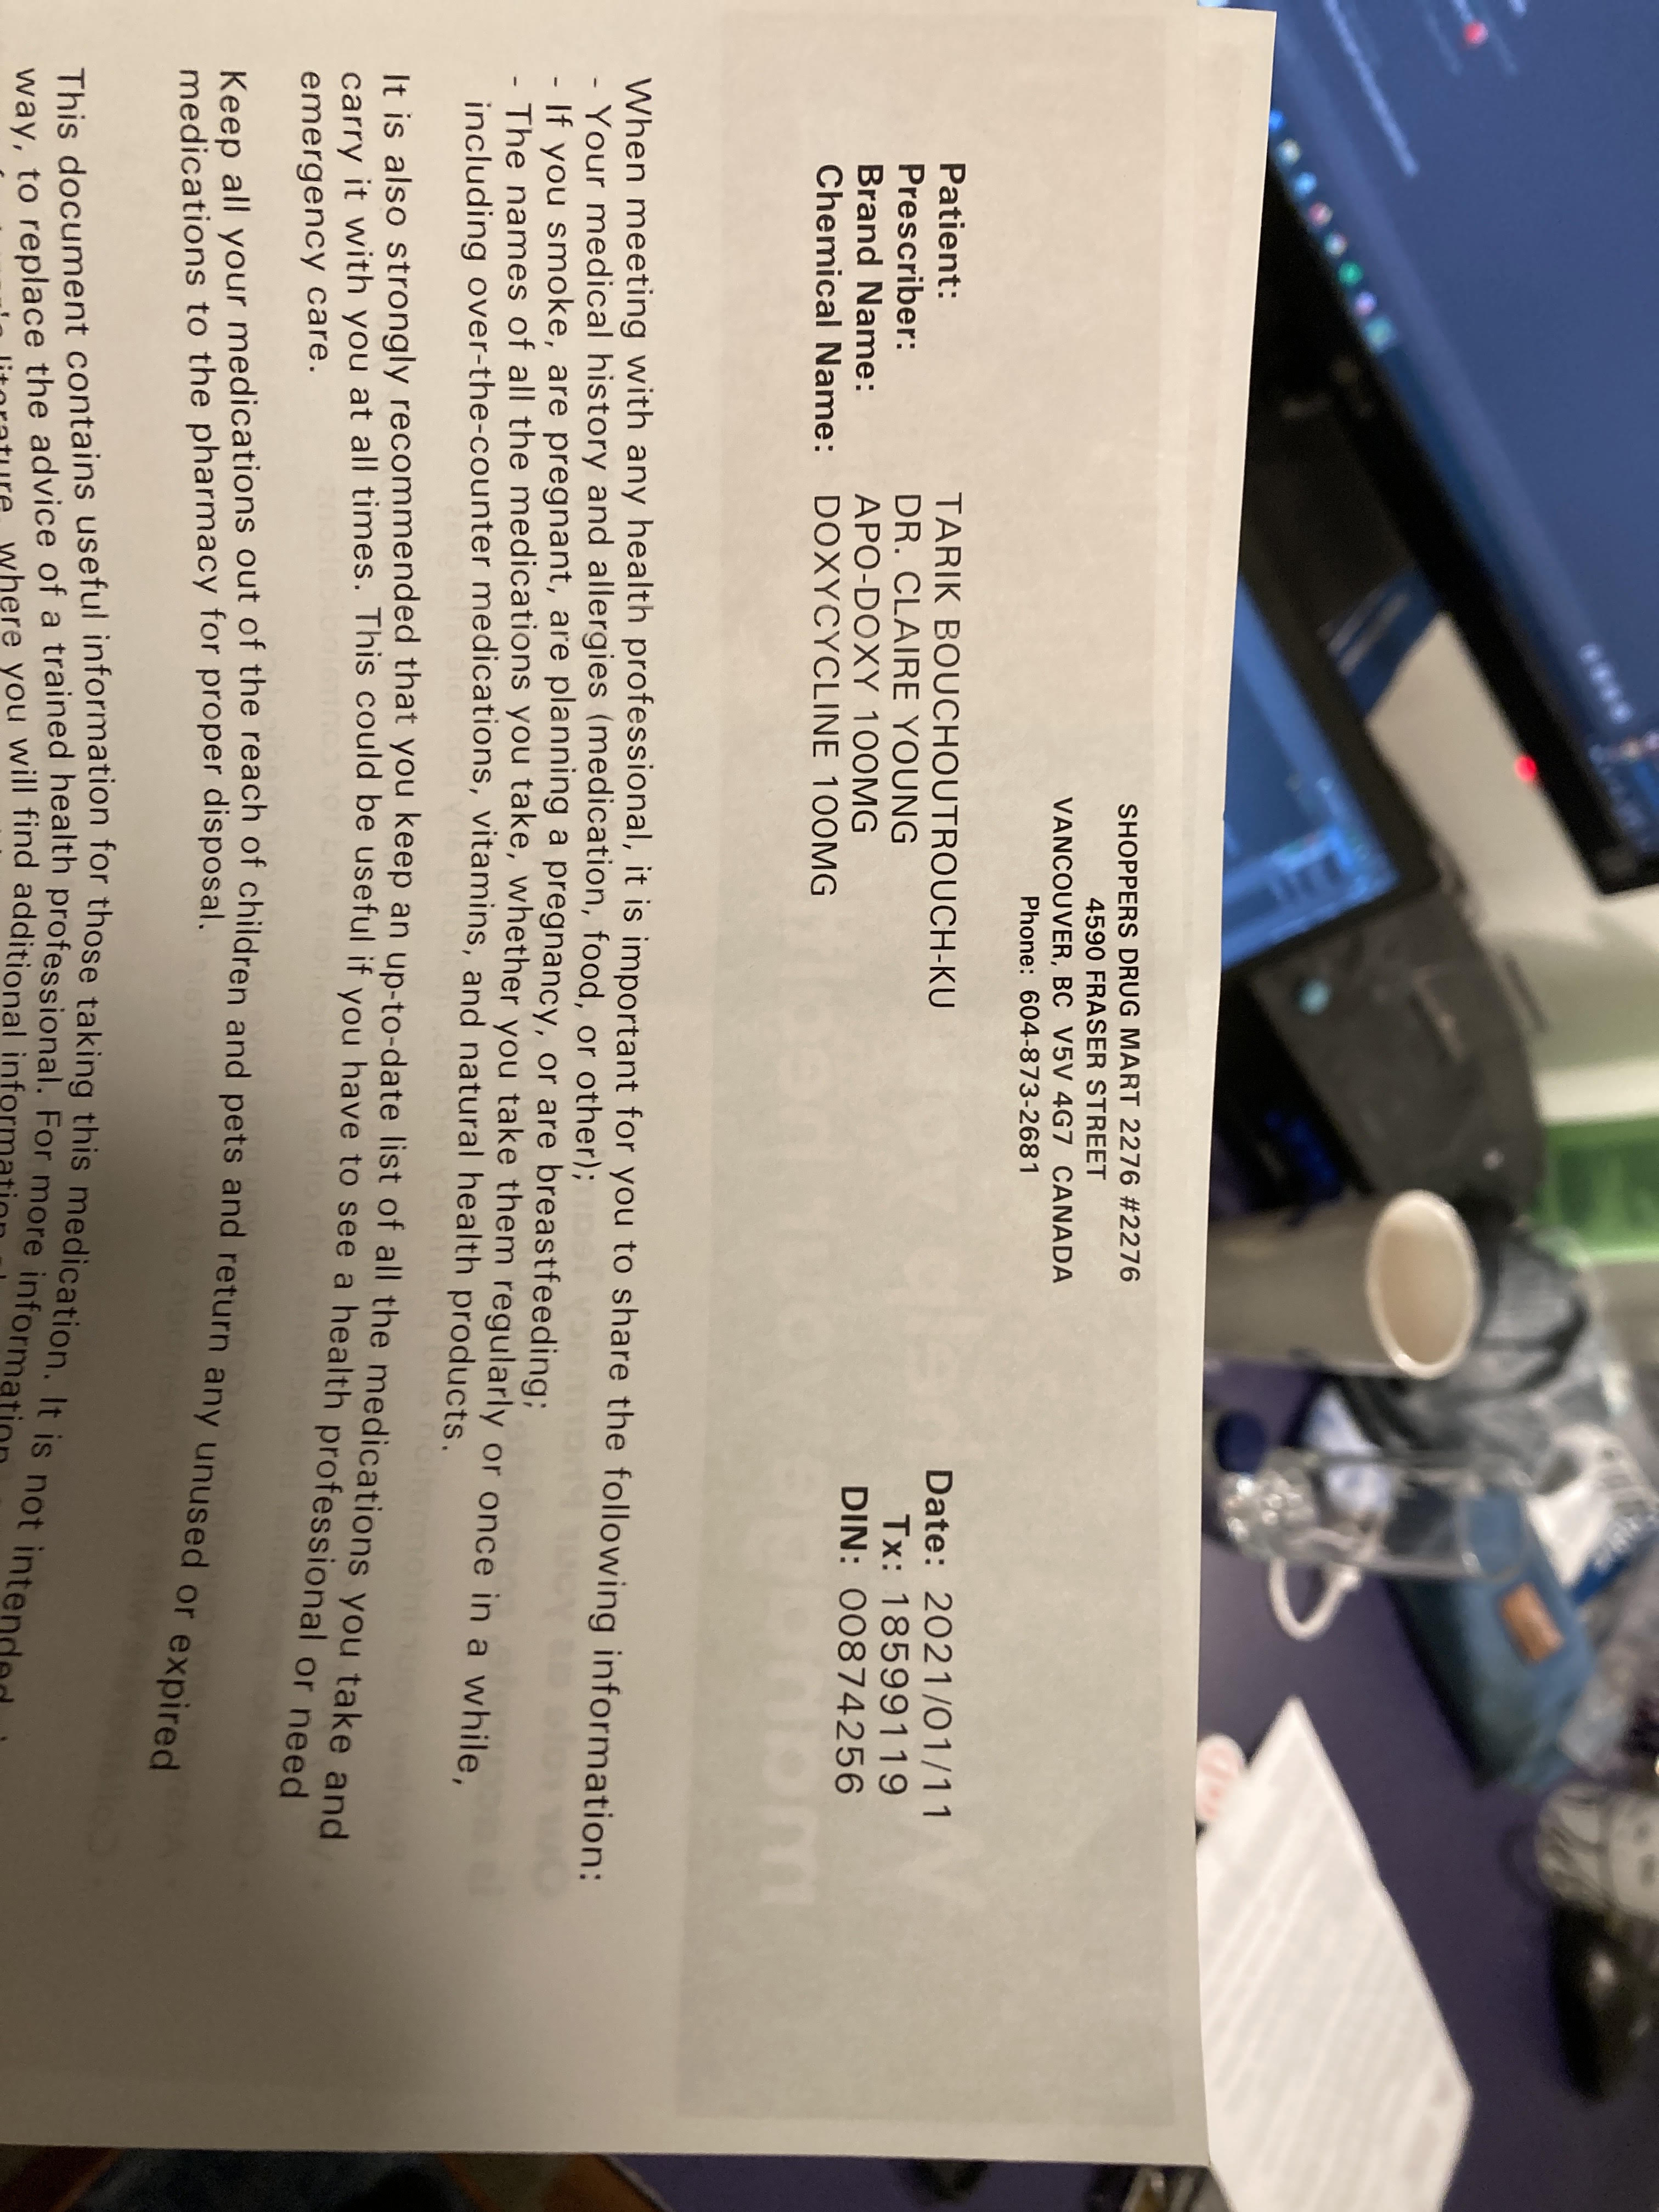 SHOPPERS DRUG MART 2276 #2276
4590 FRASER STREET
VANCOUVER, BC V5V 4G7 CANADA
Phone: 604-873-2681
Patient: TARIK BOUCHOUTROUCH-KU Date: 2021/01/11
Prescriber: DR. CLAIRE YOUNG Tx: 18599119
Brand Name: APO-DOXY 100MG DIN: 00874256
Chemical Name: DOXYCYCLINE 100MG
When meeting with any health professional, it is important for you to share the following information:
- Your medical history and allergies (medication, food, or other);
- If you smoke, are pregnant, are planning a pregnancy, or are breastfeeding;
- The names of all the medications you take, whether you take them regularly or once in a while,
including over-the-counter medications, vitamins, and natural health products.
It is also strongly recommended that you keep an up-to-date list of all the medications you take and
carry it with you at all times. This could be useful if you have to see a health professional or need
emergency care.
Keep all your medications out of the reach of children and pets and return any unused or expired
medications to the pharmacy for proper disposal.
This document contains useful information for those taking this medication. It is not intended,
way, to replace the advice of a trained health professional. For more information
literature, where you will find additional information